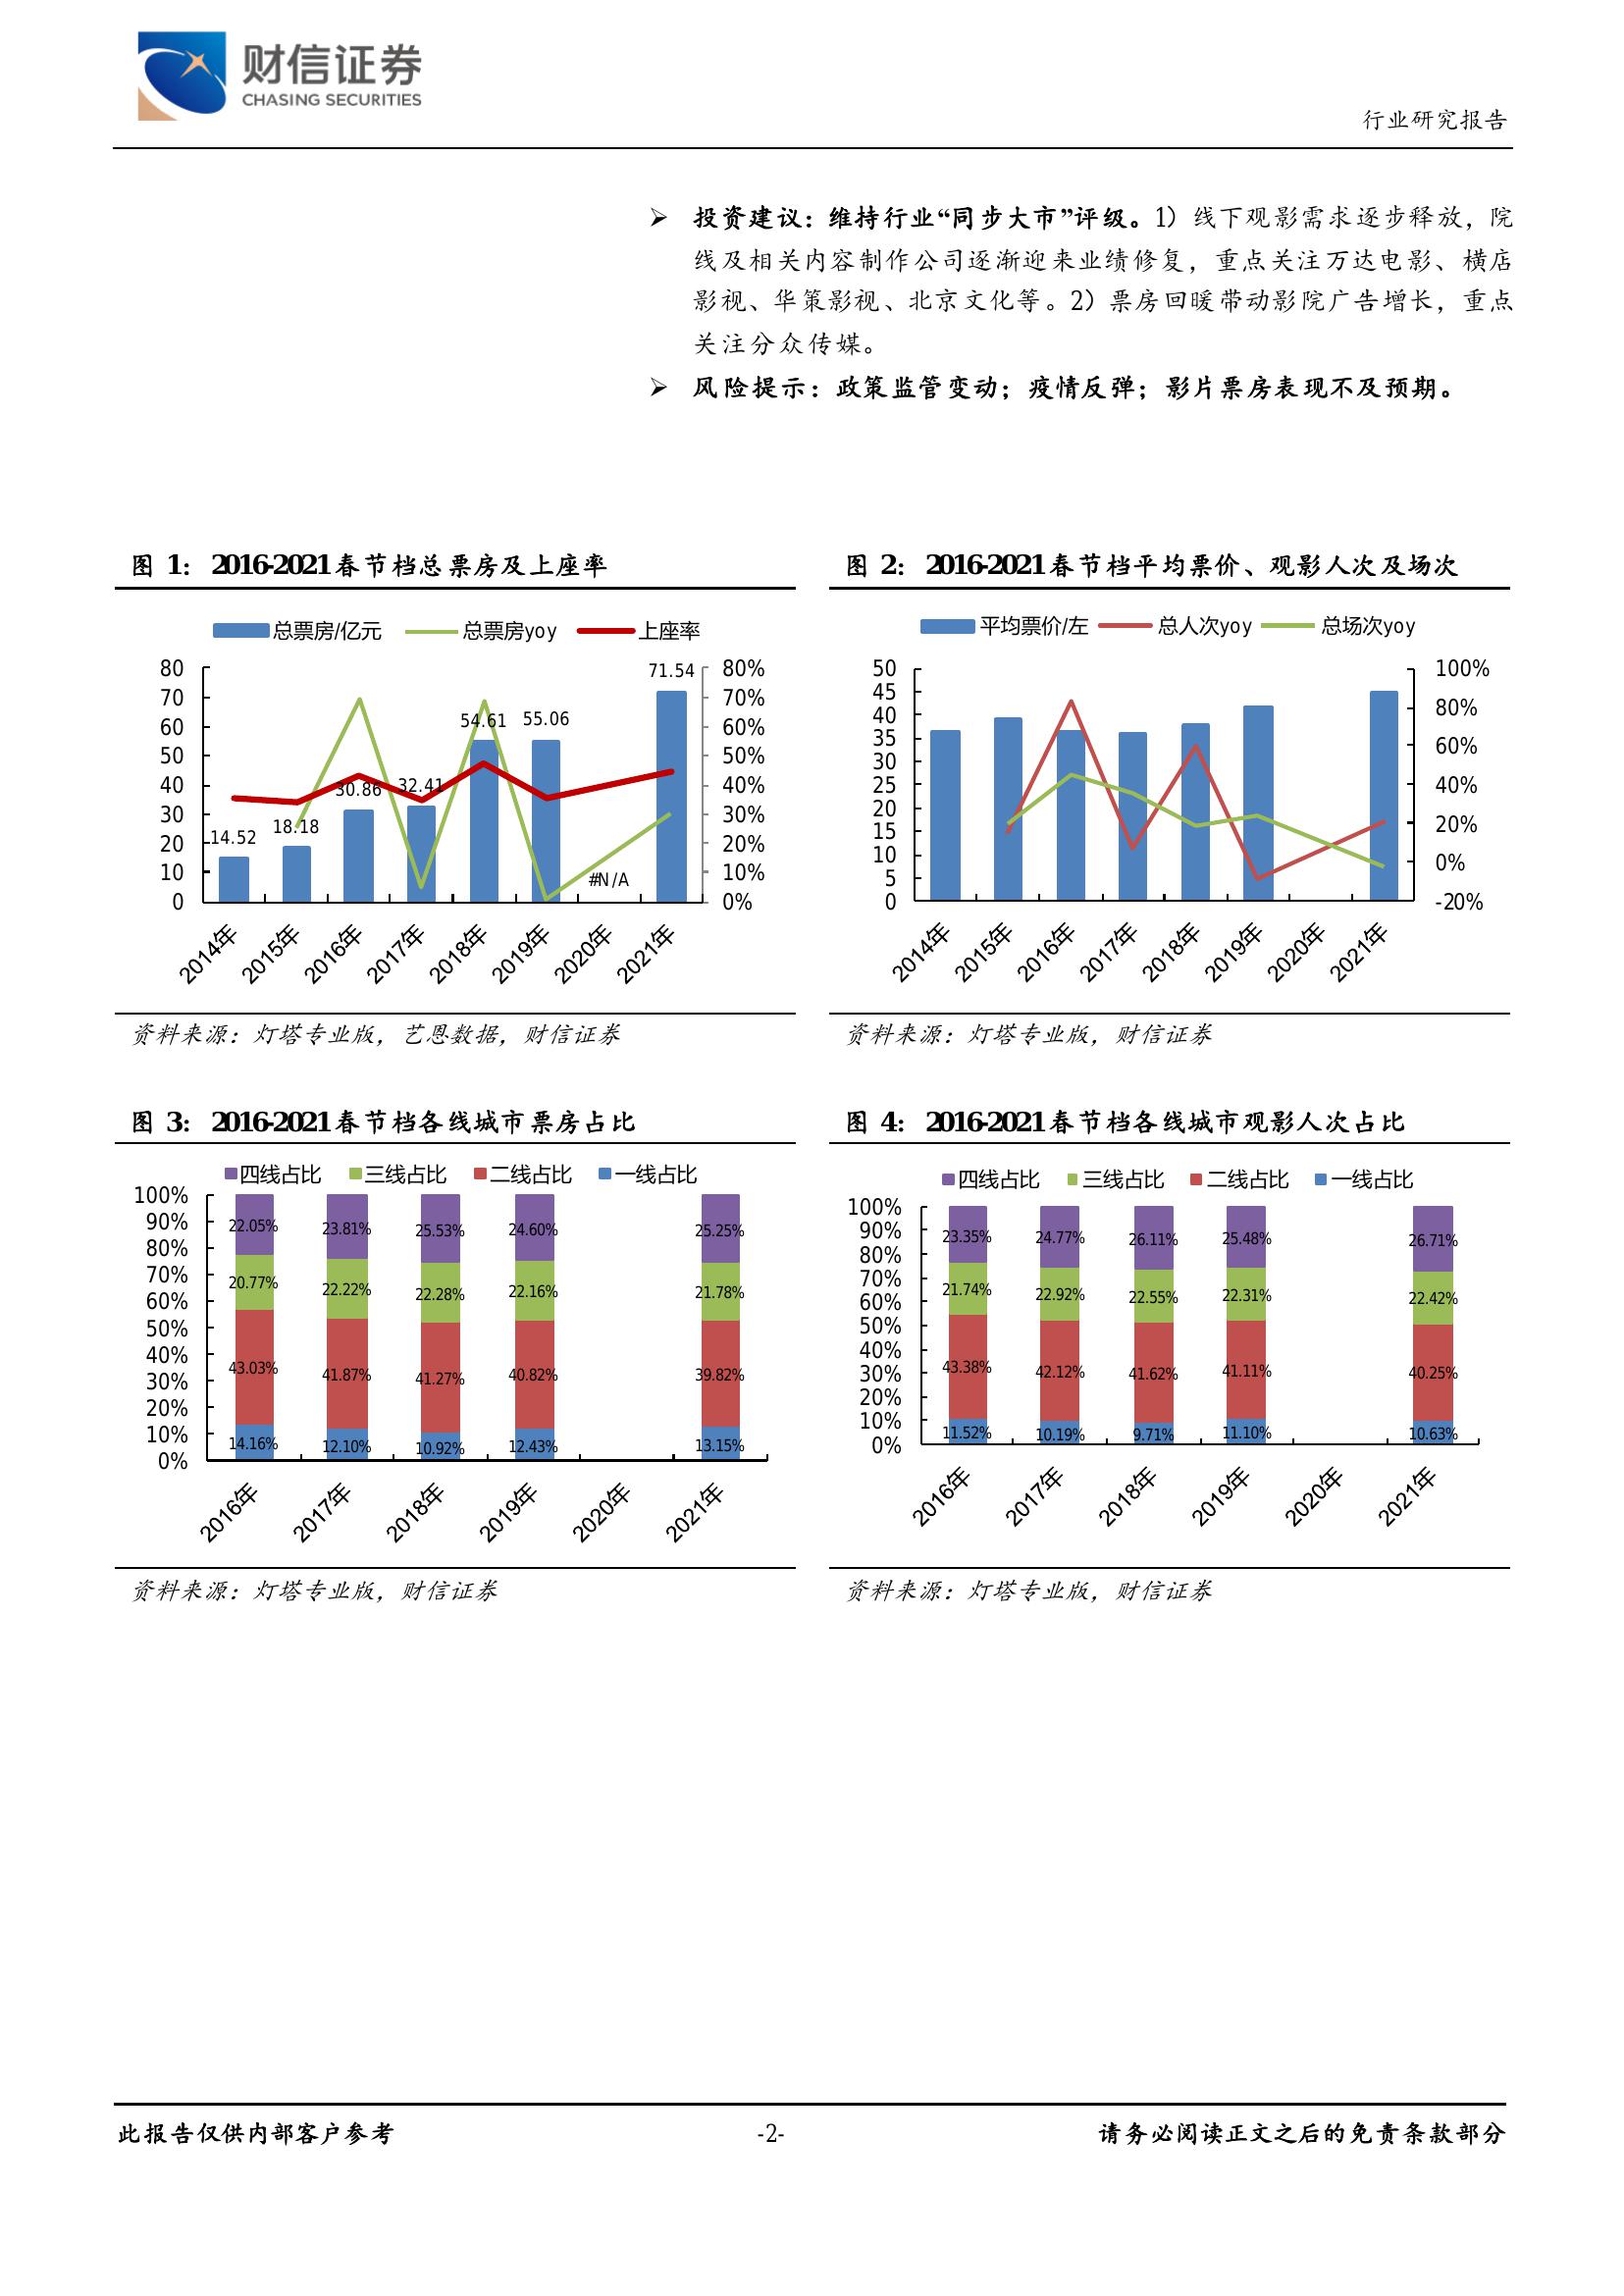 财信证券
CHASING SECURITIES
行业研究报告
➢ 投资建议：维持行业“同步大市”评级。1）线下观影需求逐步释放，院
线及相关内容制作公司逐渐迎来业绩修复，重点关注万达电影、横店
影视、华策影视、北京文化等。2）票房回暖带动影院广告增长，重点
关注分众传媒。
➢ 风险提示：政策监管变动；疫情反弹；影片票房表现不及预期。
图 1： 2016-2021 春节档总票房及上座率
总票房/亿元 总票房yoy 上座率
80
70
60
50
40
30
20
10
0
14.52 18.18 30.86 32.41 54.61 55.06 #N/A 71.54
80%
70%
60%
50%
40%
30%
20%
10%
0%
2014年 2015年 2016年 2017年 2018年 2019年 2020年 2021年
资料来源：灯塔专业版，艺恩数据，财信证券
图 2： 2016-2021 春节档平均票价、观影人次及场次
平均票价/左 总人次yoy 总场次yoy
50
45
40
35
30
25
20
15
10
5
0
100%
80%
60%
40%
20%
0%
-20%
2014年 2015年 2016年 2017年 2018年 2019年 2020年 2021年
资料来源：灯塔专业版，财信证券
图 3： 2016-2021 春节档各线城市票房占比
四线占比 三线占比 二线占比 一线占比
100%
90%
80%
70%
60%
50%
40%
30%
20%
10%
0%
22.05% 23.81% 25.53% 24.60% 25.25%
20.77% 22.22% 22.28% 22.16% 21.78%
43.03% 41.87% 41.27% 40.82% 39.82%
14.16% 12.10% 10.92% 12.43% 13.15%
2016年 2017年 2018年 2019年 2020年 2021年
资料来源：灯塔专业版，财信证券
图 4： 2016-2021 春节档各线城市观影人次占比
四线占比 三线占比 二线占比 一线占比
100%
90%
80%
70%
60%
50%
40%
30%
20%
10%
0%
23.35% 24.77% 26.11% 25.48% 26.71%
21.74% 22.92% 22.55% 22.31% 22.42%
43.38% 42.12% 41.62% 41.11% 40.25%
11.52% 10.19% 9.71% 11.10% 10.63%
2016年 2017年 2018年 2019年 2020年 2021年
资料来源：灯塔专业版，财信证券
此报告仅供内部客户参考 -2- 请务必阅读正文之后的免责条款部分